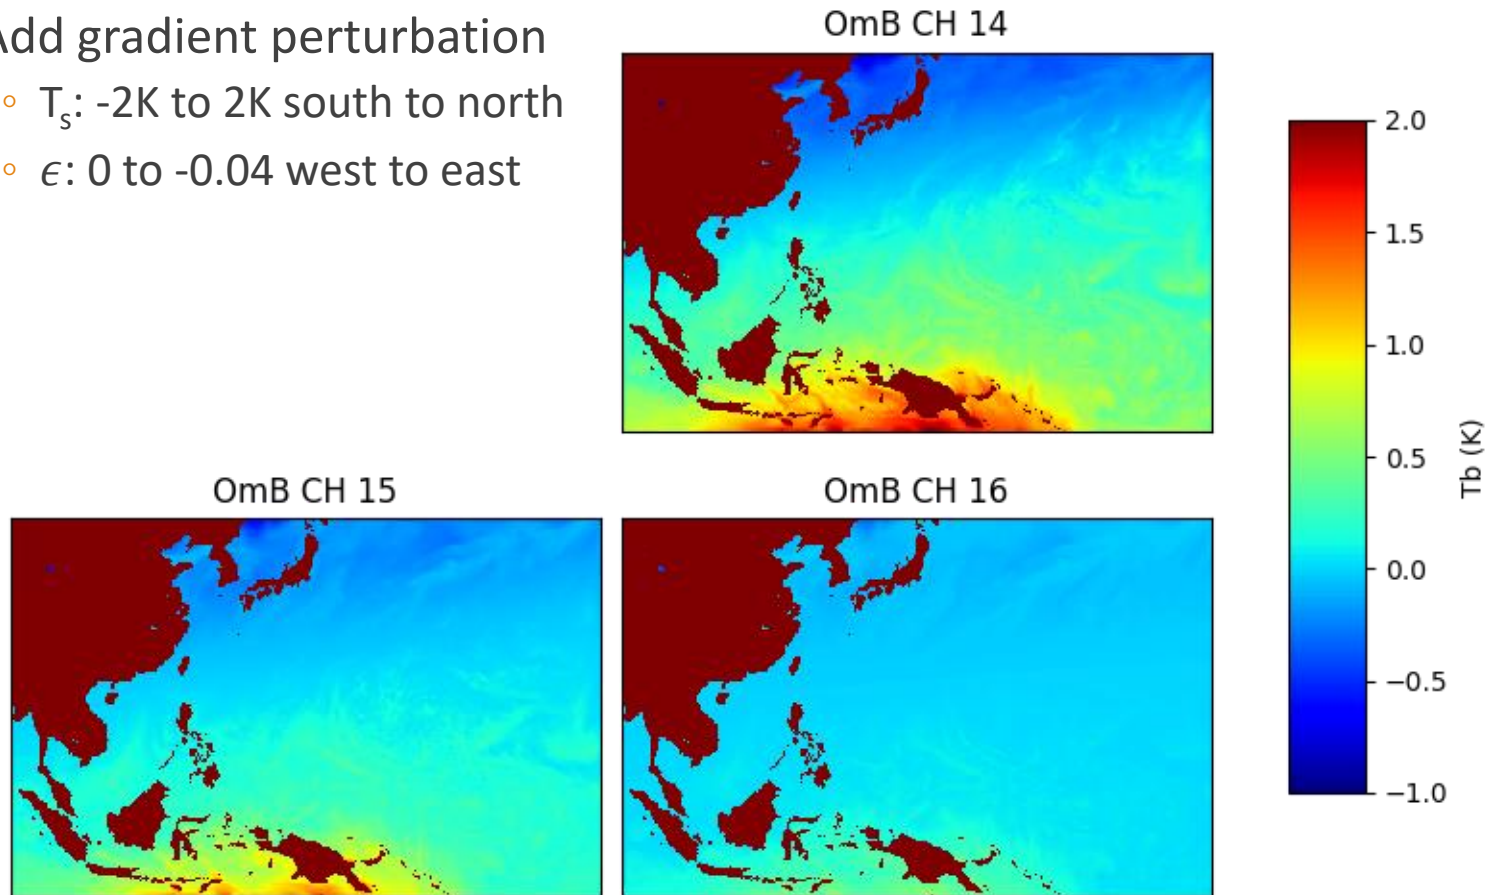 Add gradient perturbation
◦ Tₛ: -2K to 2K south to north
◦ ϵ: 0 to -0.04 west to east
OmB CH 14
OmB CH 15
OmB CH 16
2.0
1.5
1.0
0.5
0.0
−0.5
−1.0
Tb (K)